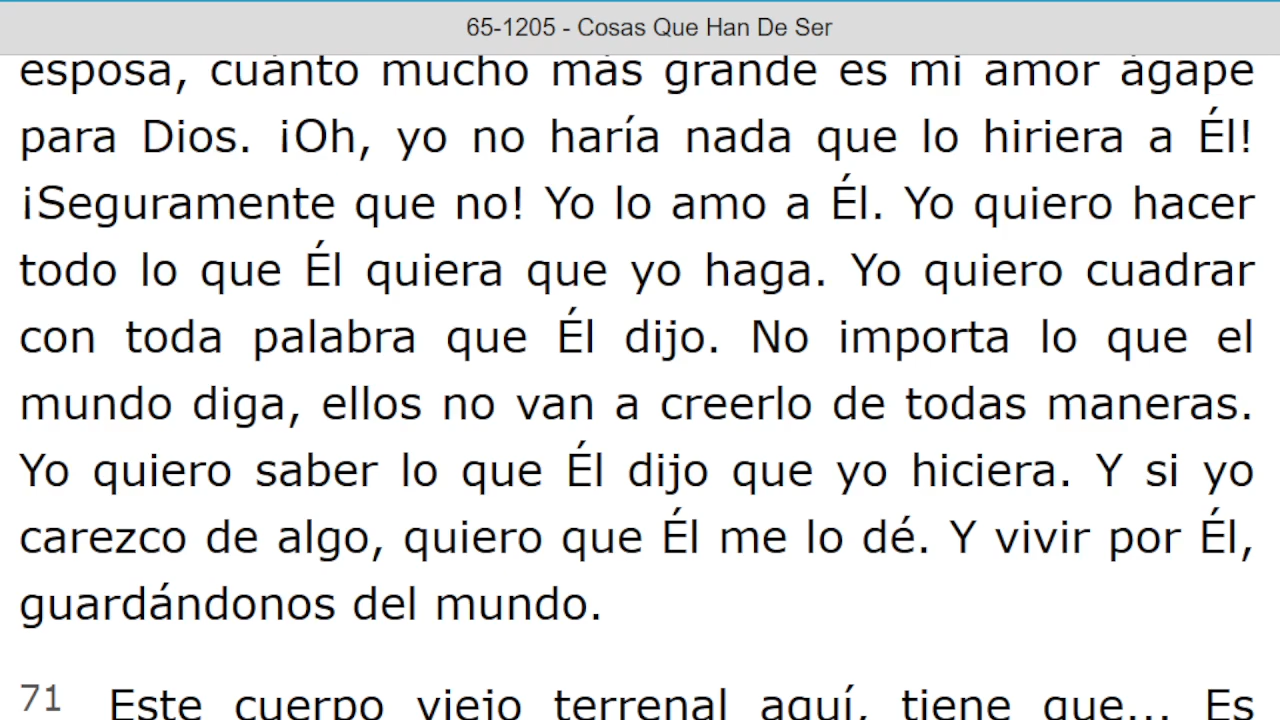 65-1205 - Cosas Que Han De Ser
esposa, cuánto mucho más grande es mi amor ágape
para Dios. ¡Oh, yo no haría nada que lo hiriera a Él!
¡Seguramente que no! Yo lo amo a Él. Yo quiero hacer
todo lo que Él quiera que yo haga. Yo quiero cuadrar
con toda palabra que Él dijo. No importa lo que el
mundo diga, ellos no van a creerlo de todas maneras.
Yo quiero saber lo que Él dijo que yo hiciera. Y si yo
carezco de algo, quiero que Él me lo dé. Y vivir por Él,
guardándonos del mundo.
71 Este cuerpo viejo terrenal aquí, tiene que... Es